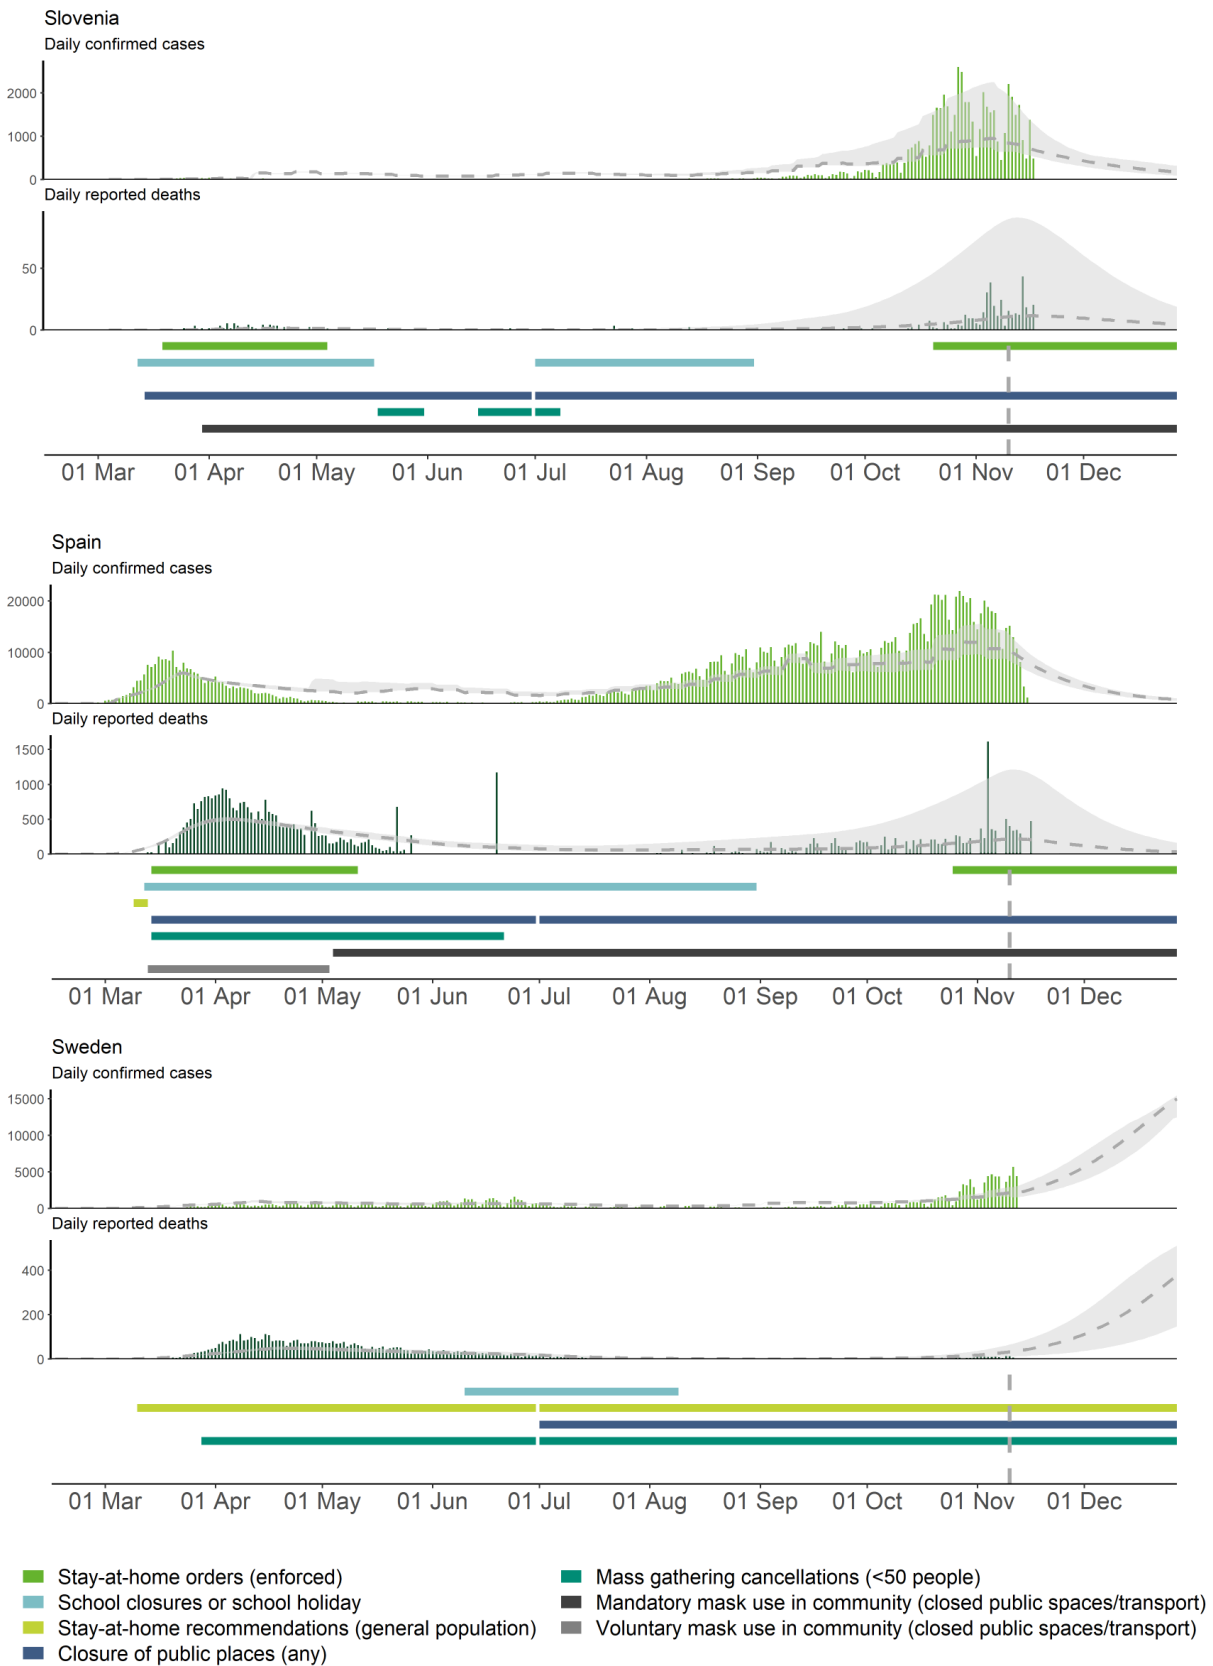 Slovenia
Daily confirmed cases
2000
1000
0
Daily reported deaths
50
0
01 Mar 01 Apr 01 May 01 Jun 01 Jul 01 Aug 01 Sep 01 Oct 01 Nov 01 Dec
Spain
Daily confirmed cases
20000
10000
0
Daily reported deaths
1500
1000
500
0
01 Mar 01 Apr 01 May 01 Jun 01 Jul 01 Aug 01 Sep 01 Oct 01 Nov 01 Dec
Sweden
Daily confirmed cases
15000
10000
5000
0
Daily reported deaths
400
200
0
01 Mar 01 Apr 01 May 01 Jun 01 Jul 01 Aug 01 Sep 01 Oct 01 Nov 01 Dec
Stay-at-home orders (enforced)
School closures or school holiday
Stay-at-home recommendations (general population)
Closure of public places (any)
Mass gathering cancellations (<50 people)
Mandatory mask use in community (closed public spaces/transport)
Voluntary mask use in community (closed public spaces/transport)